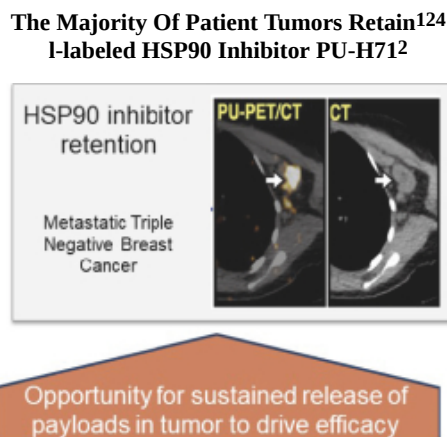 The Majority Of Patient Tumors Retain124
l-labeled HSP90 Inhibitor PU-H712
HSP90 inhibitor
retention
Metastatic Triple
Negative Breast
Cancer
PU-PET/CT
CT
Opportunity for sustained release of
payloads in tumor to drive efficacy